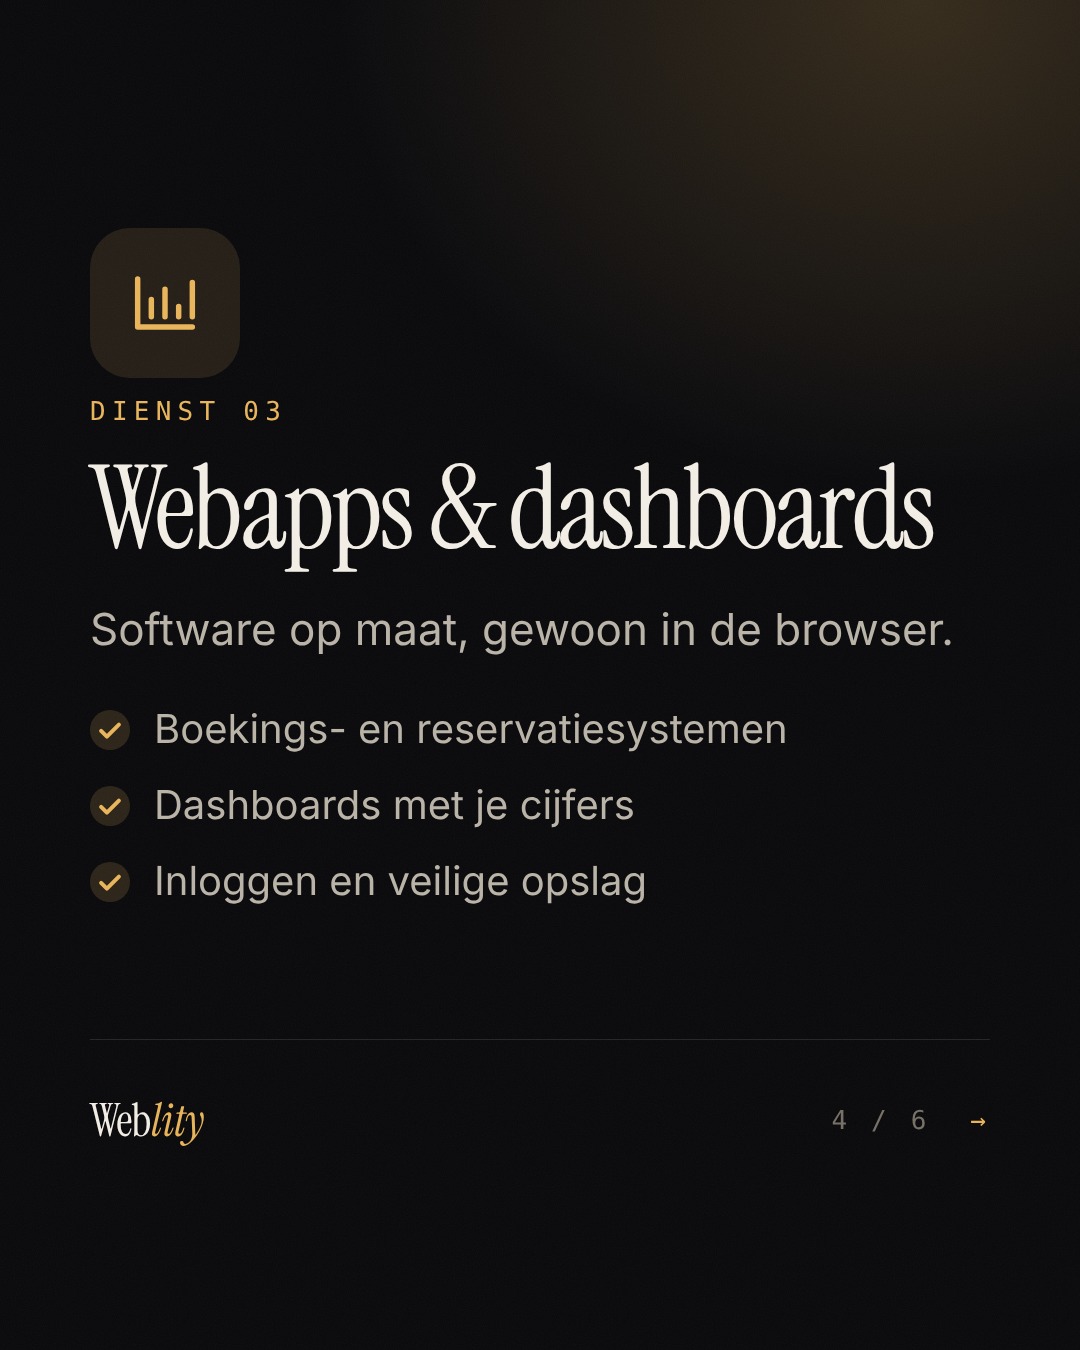 DIENST 03
Webapps & dashboards
Software op maat, gewoon in de browser.
Boekings- en reservatiesystemen
Dashboards met je cijfers
Inloggen en veilige opslag
Weblity
4 / 6 →